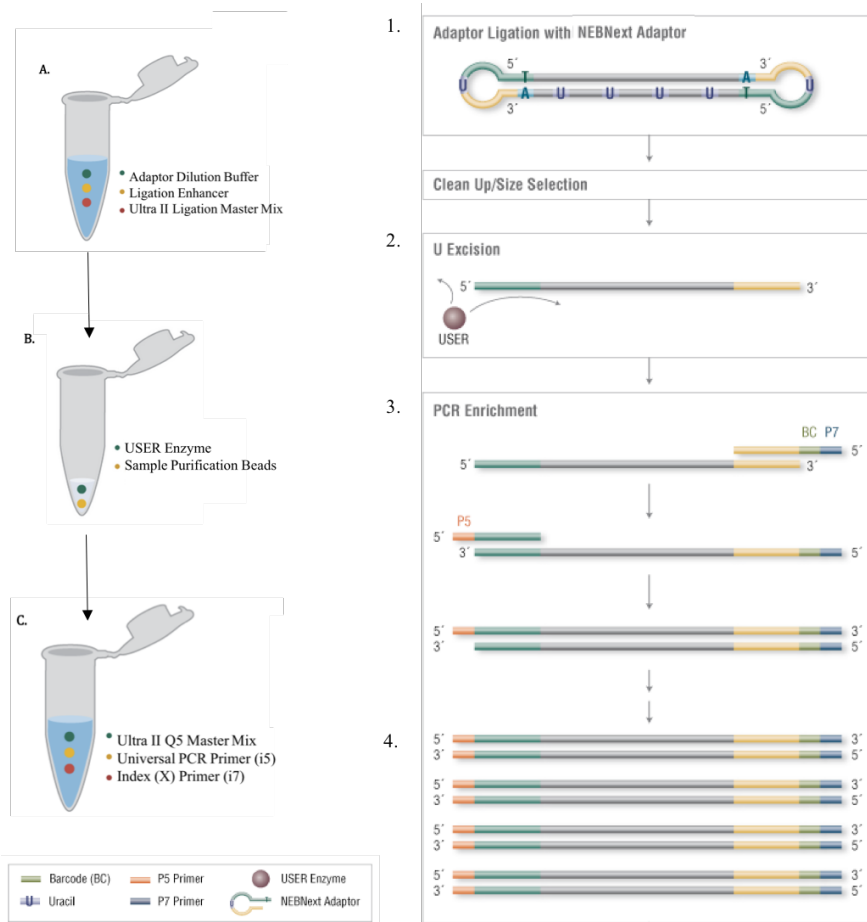 A.
Adaptor Dilution Buffer
Ligation Enhancer
Ultra II Ligation Master Mix
B.
USER Enzyme
Sample Purification Beads
C.
Ultra II Q5 Master Mix
Universal PCR Primer (i5)
Index (X) Primer (i7)
1.
Adaptor Ligation with NEBNext Adaptor
5´ T A 3´
U U
3´ A U U U U T 5´
Clean Up/Size Selection
2.
U Excision
5´ 3´
USER
3.
PCR Enrichment
BC P7
5´
5´ 3´
P5
5´
3´ 5´
5´ 3´
3´ 5´
4.
5´ 3´
3´ 5´
5´ 3´
3´ 5´
5´ 3´
3´ 5´
5´ 3´
3´ 5´
Barcode (BC) P5 Primer USER Enzyme
U Uracil P7 Primer NEBNext Adaptor